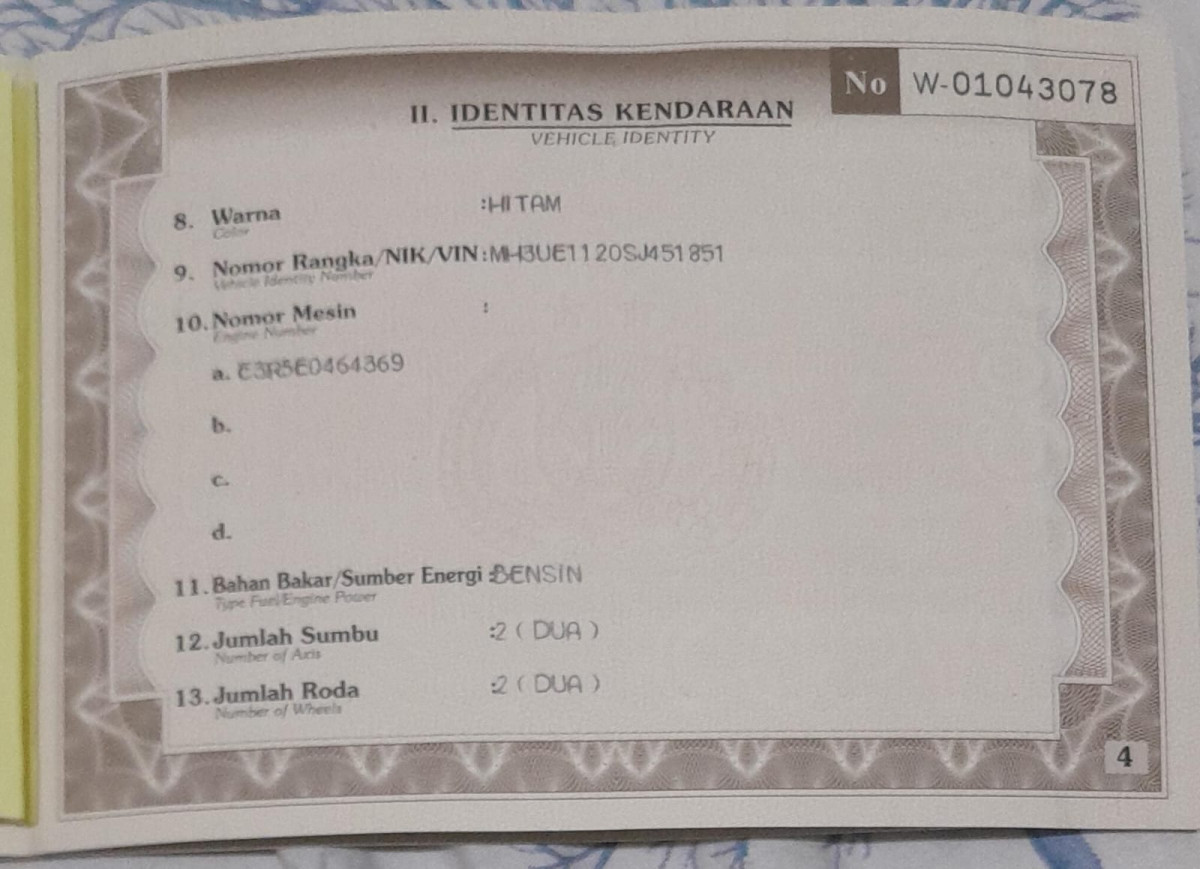 No W-01043078
II. IDENTITAS KENDARAAN
VEHICLE IDENTITY
8. Warna :HITAM
Color
9. Nomor Rangka/NIK/VIN :MH3UE1120SJ451851
Vehicle Identity Number
10. Nomor Mesin :
Engine Number
a. E3R5E0464369
b.
c.
d.
11. Bahan Bakar/Sumber Energi :BENSIN
Type Fuel/Engine Power
12. Jumlah Sumbu :2 ( DUA )
Number of Axis
13. Jumlah Roda :2 ( DUA )
Number of Wheels
4